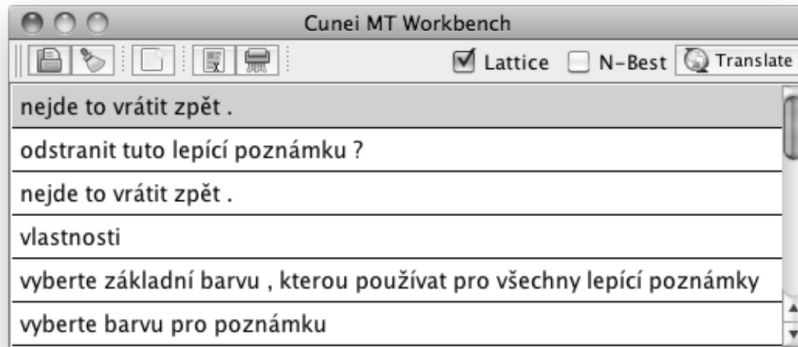 Cunei MT Workbench
Lattice N-Best Translate
nejde to vrátit zpět .
odstranit tuto lepící poznámku ?
nejde to vrátit zpět .
vlastnosti
vyberte základní barvu , kterou používat pro všechny lepící poznámky
vyberte barvu pro poznámku